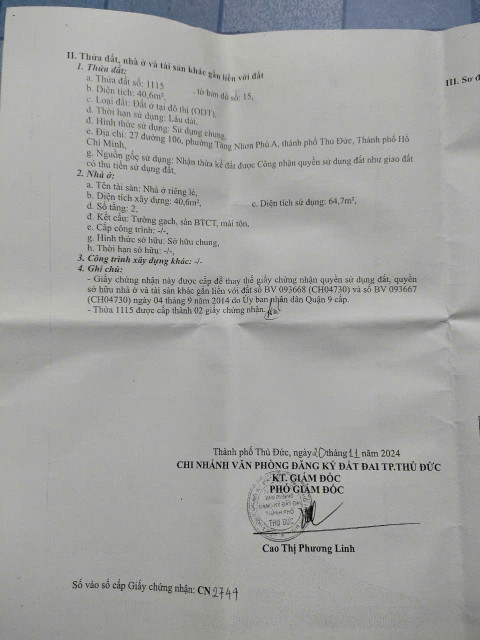 II. Thửa đất, nhà ở và tài sản khác gắn liền với đất
1. Thửa đất:
a. Thửa đất số: 1115 , tờ bản đồ số: 15,
b. Diện tích: 40,6m²,
c. Loại đất: Đất ở tại đô thị (ODT),
d. Thời hạn sử dụng: Lâu dài,
đ. Hình thức sử dụng: Sử dụng chung,
e. Địa chỉ: 27 đường 106, phường Tăng Nhơn Phú A, thành phố Thủ Đức, Thành phố Hồ
Chí Minh,
g. Nguồn gốc sử dụng: Nhận thừa kế đất được Công nhận quyền sử dụng đất như giao đất
có thu tiền sử dụng đất,
2. Nhà ở:
a. Tên tài sản: Nhà ở riêng lẻ,
b. Diện tích xây dựng: 40,6m², c. Diện tích sử dụng: 64,7m²,
d. Số tầng: 2,
đ. Kết cấu: Tường gạch, sàn BTCT, mái tôn,
e. Cấp công trình: -/-,
g. Hình thức sở hữu: Sở hữu chung,
h. Thời hạn sở hữu: -/-,
3. Công trình xây dựng khác: -/-
4. Ghi chú:
- Giấy chứng nhận này được cấp để thay thế giấy chứng nhận quyền sử dụng đất, quyền
sở hữu nhà ở và tài sản khác gắn liền với đất số BV 093668 (CH04730) và số BV 093667
(CH04730) ngày 04 tháng 9 năm 2014 do Ủy ban nhân dân Quận 9 cấp.
- Thửa 1115 được cấp thành 02 giấy chứng nhận.
III. Sơ đ
Thành phố Thủ Đức, ngày 20 tháng 11 năm 2024
CHI NHÁNH VĂN PHÒNG ĐĂNG KÝ ĐẤT ĐAI TP.THỦ ĐỨC
KT. GIÁM ĐỐC
PHÓ GIÁM ĐỐC
VĂN PHÒNG
ĐĂNG KÝ ĐẤT ĐAI
THÀNH PHỐ
THỦ ĐỨC
Cao Thị Phương Linh
Số vào sổ cấp Giấy chứng nhận: CN 2749